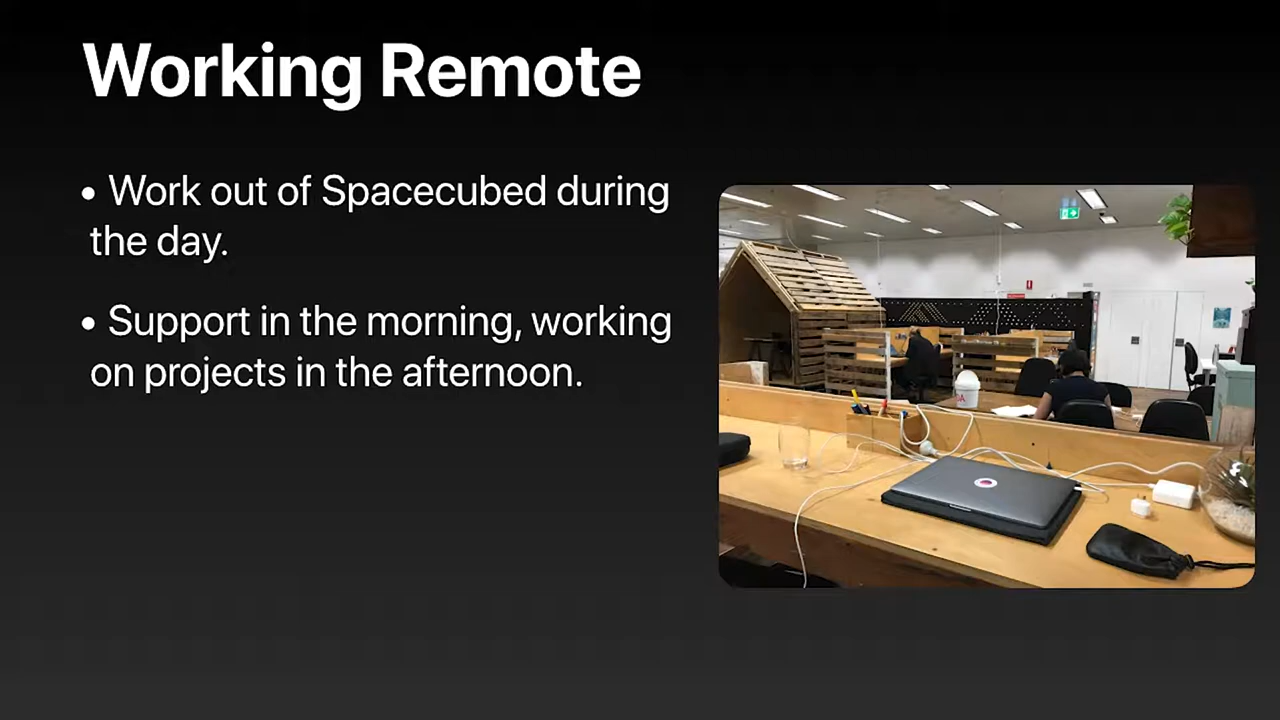 Working Remote
• Work out of Spacecubed during
the day.
• Support in the morning, working
on projects in the afternoon.